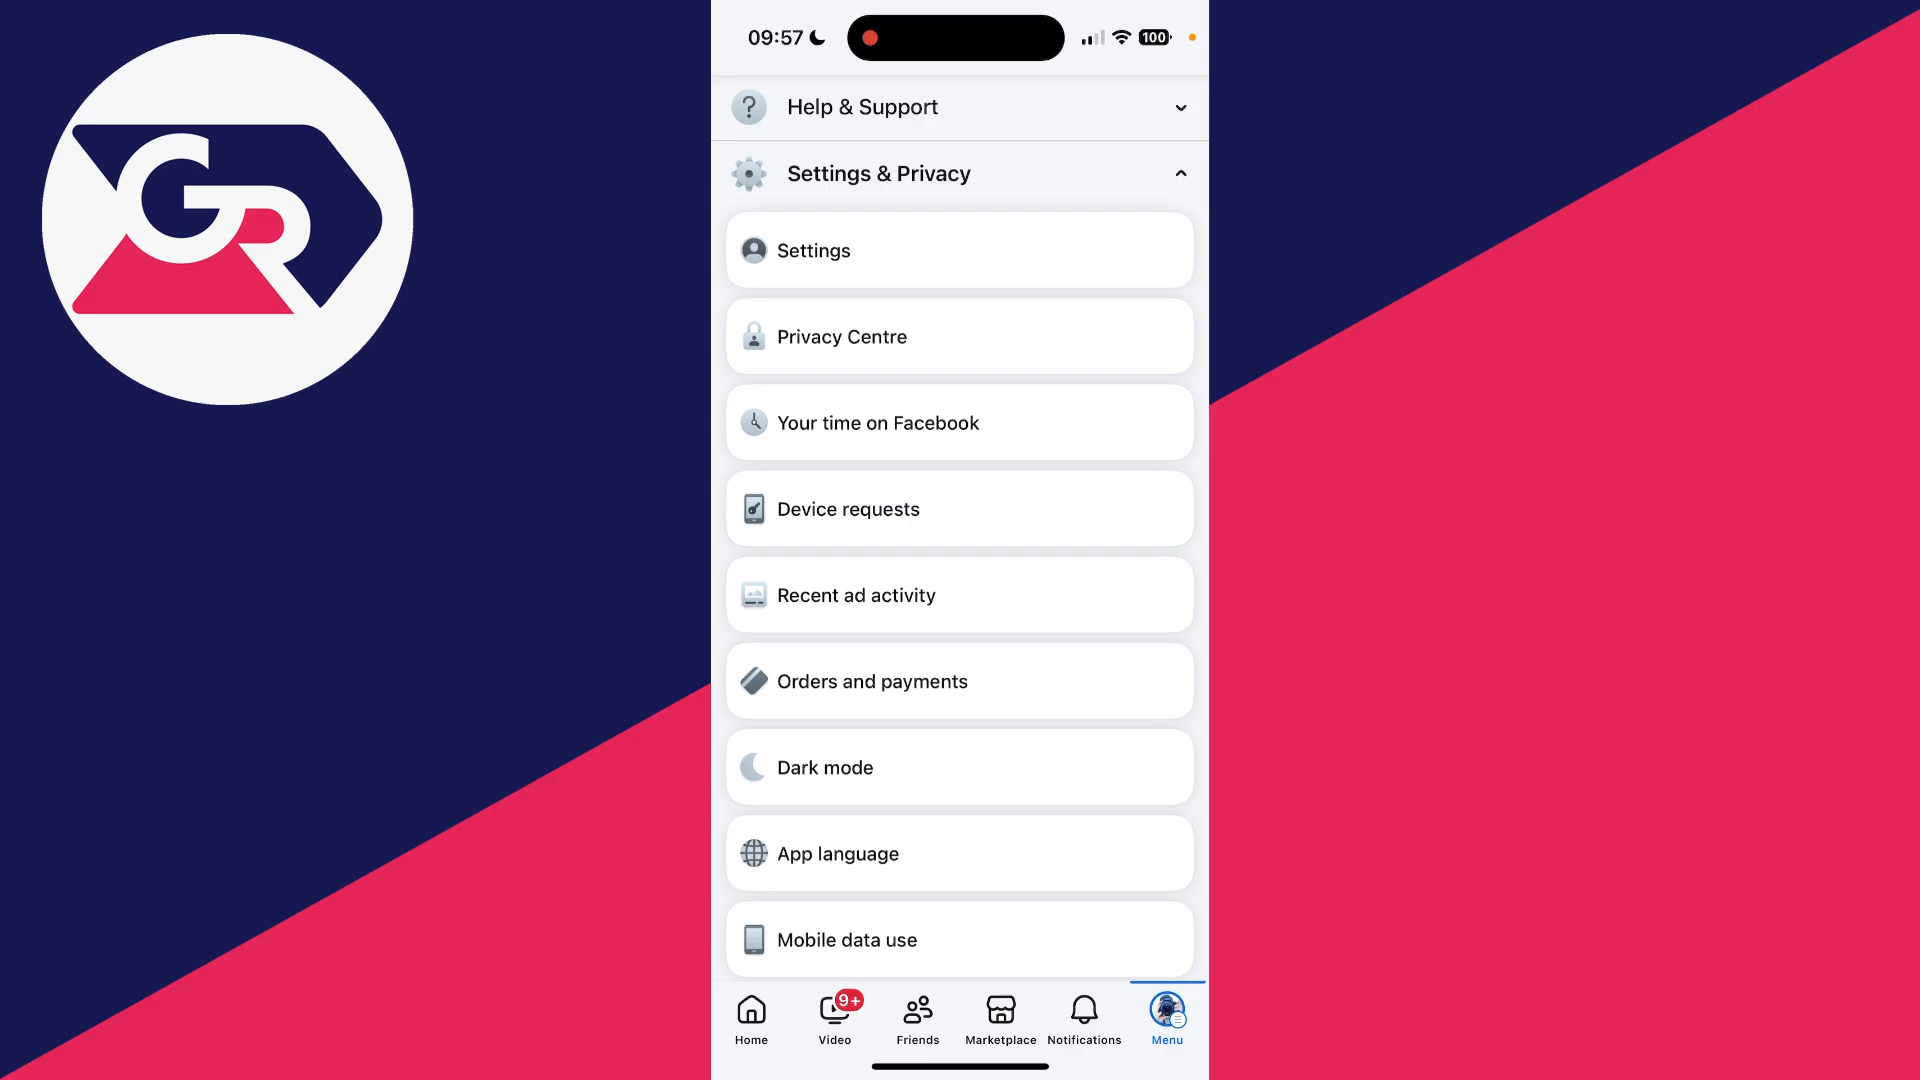 GR
09:57
100
Help & Support
Settings & Privacy
Settings
Privacy Centre
Your time on Facebook
Device requests
Recent ad activity
Orders and payments
Dark mode
App language
Mobile data use
9+
Home Video Friends Marketplace Notifications Menu